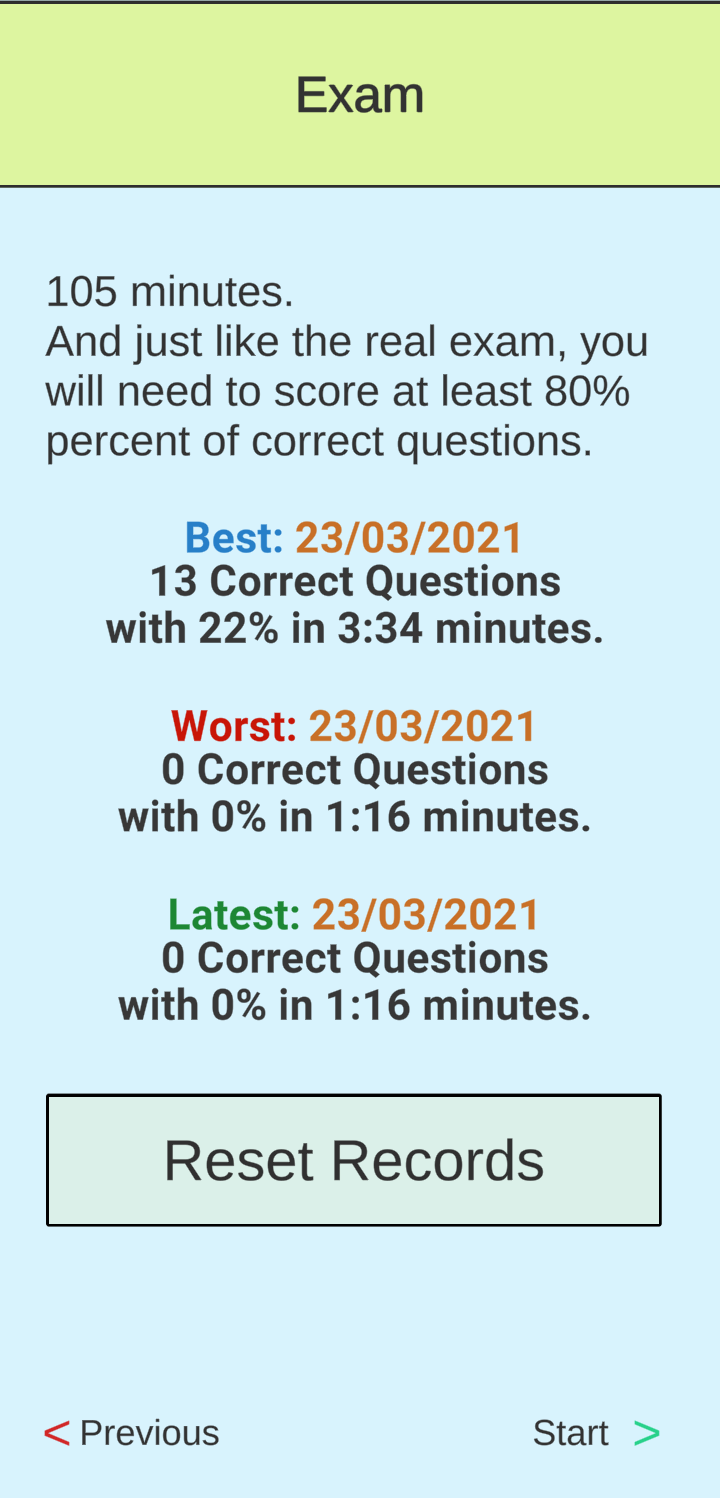 Exam
105 minutes.
And just like the real exam, you
will need to score at least 80%
percent of correct questions.
Best: 23/03/2021
13 Correct Questions
with 22% in 3:34 minutes.
Worst: 23/03/2021
0 Correct Questions
with 0% in 1:16 minutes.
Latest: 23/03/2021
0 Correct Questions
with 0% in 1:16 minutes.
Reset Records
< Previous
Start >